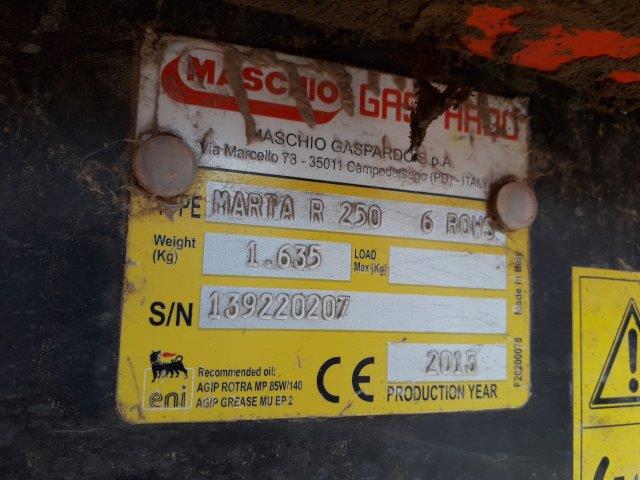 MASCHIO GASPARDO
MASCHIO GASPARDO S.p.A.
Via Marcello 73 - 35011 Campodarsego (PD) - ITALY
TYPE MARTA R 250 6 ROWS
Weight (Kg) 1.635 LOAD Max (Kg)
S/N 139220207
Recommended oil:
AGIP ROTRA MP 85W/140
AGIP GREASE MU EP 2
eni
CE
2013
PRODUCTION YEAR
F20200078 Made in Italy